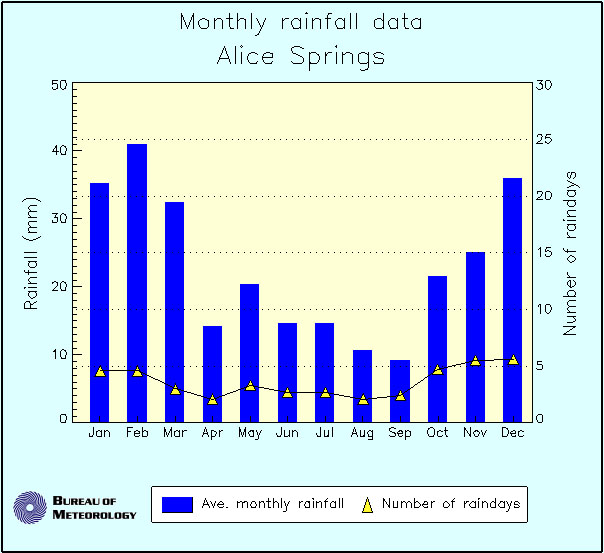 Monthly rainfall data
Alice Springs
50
40
30
20
10
0
Rainfall (mm)
30
25
20
15
10
5
0
Number of raindays
Jan Feb Mar Apr May Jun Jul Aug Sep Oct Nov Dec
BUREAU OF
METEOROLOGY
Ave. monthly rainfall Number of raindays